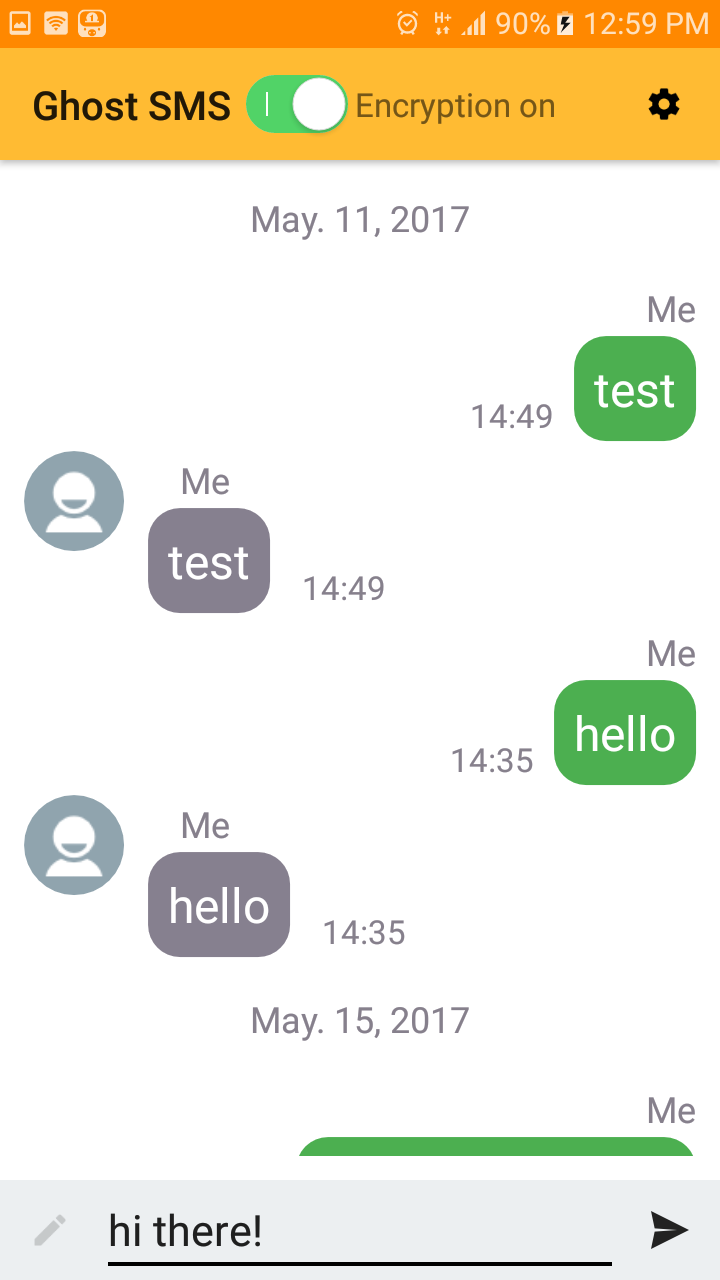 H+ 90% 12:59 PM
Ghost SMS Encryption on
May. 11, 2017
Me
14:49 test
Me
test 14:49
Me
14:35 hello
Me
hello 14:35
May. 15, 2017
Me
hi there!